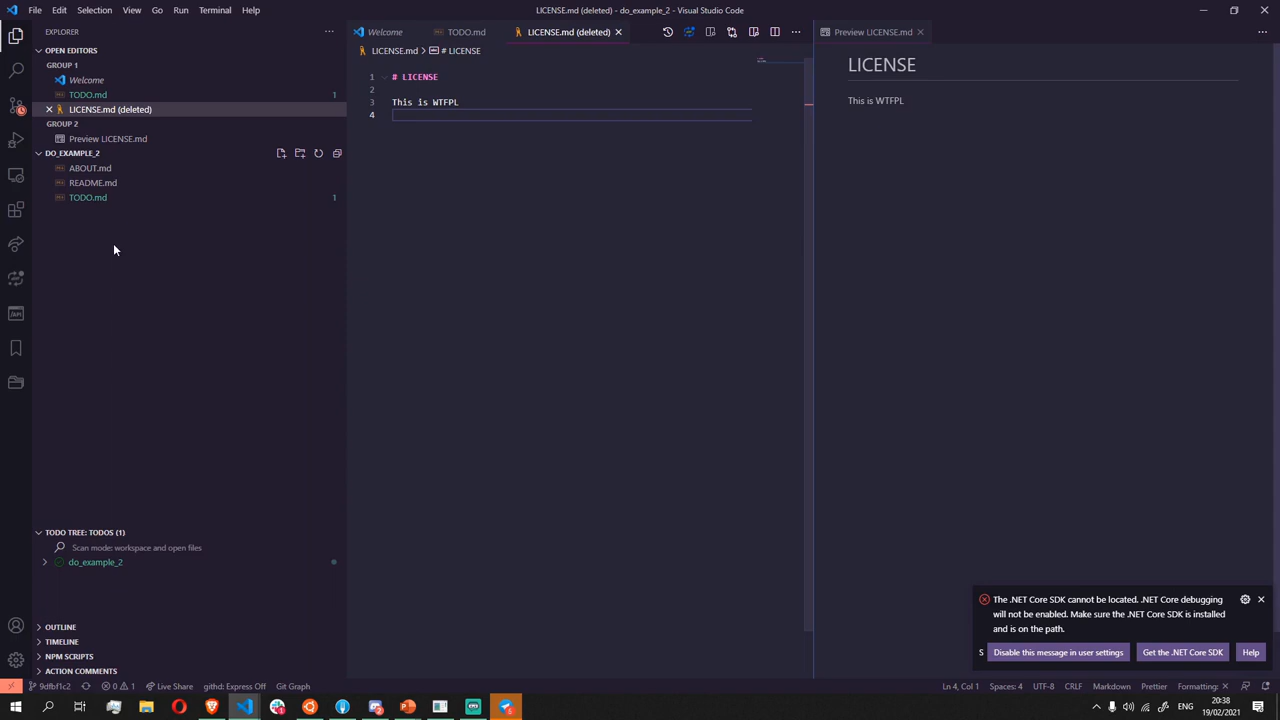 File Edit Selection View Go Run Terminal Help
LICENSE.md (deleted) - do_example_2 - Visual Studio Code
EXPLORER
OPEN EDITORS
GROUP 1
Welcome
TODO.md 1
LICENSE.md (deleted)
GROUP 2
Preview LICENSE.md
DO_EXAMPLE_2
ABOUT.md
README.md
TODO.md 1
TODO TREE: TODOS (1)
Scan mode: workspace and open files
do_example_2
OUTLINE
TIMELINE
NPM SCRIPTS
ACTION COMMENTS
Welcome TODO.md LICENSE.md (deleted)
LICENSE.md > # LICENSE
1 # LICENSE
2
3 This is WTFPL
4
Preview LICENSE.md
LICENSE
This is WTFPL
The .NET Core SDK cannot be located. .NET Core debugging
will not be enabled. Make sure the .NET Core SDK is installed
and is on the path.
S Disable this message in user settings Get the .NET Core SDK Help
9dfbf1c2 0 1 Live Share githd: Express Off Git Graph
Ln 4, Col 1 Spaces: 4 UTF-8 CRLF Markdown Prettier Formatting: ×
ENG
20:38
19/02/2021